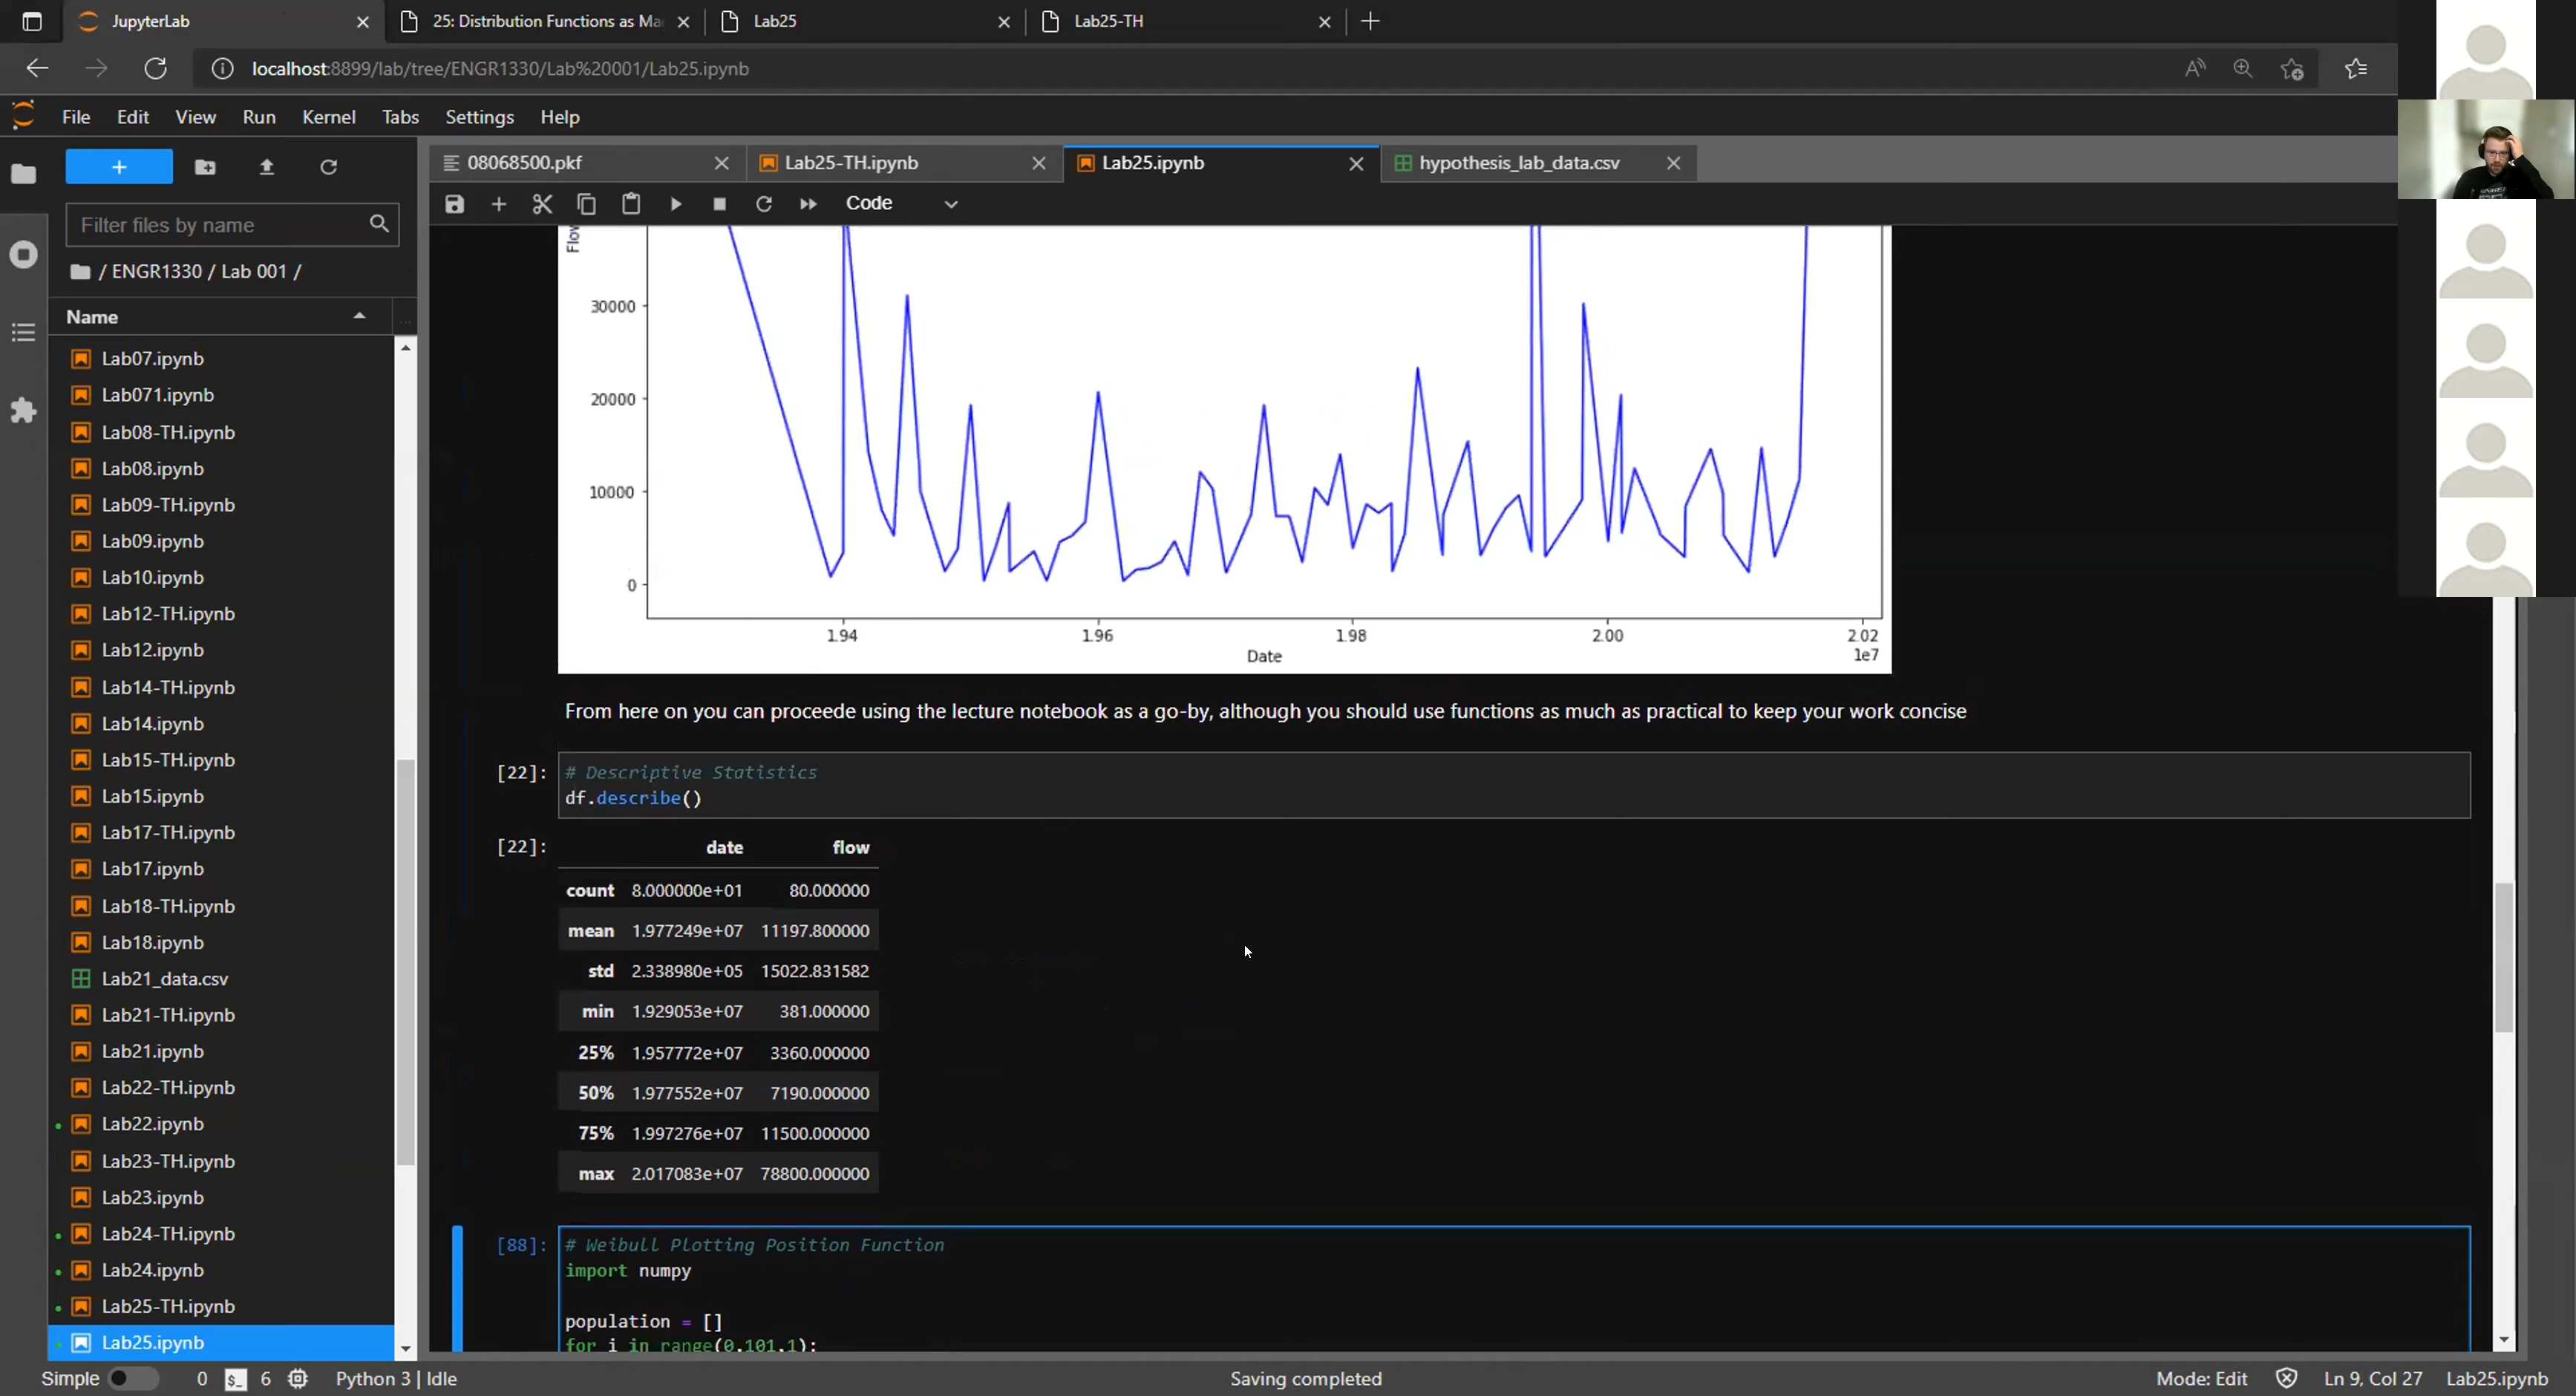 JupyterLab
25: Distribution Functions as Ma
Lab25
Lab25-TH
localhost:8899/lab/tree/ENGR1330/Lab%20001/Lab25.ipynb
File Edit View Run Kernel Tabs Settings Help
08068500.pkf
Lab25-TH.ipynb
Lab25.ipynb
hypothesis_lab_data.csv
Code
Filter files by name
/ ENGR1330 / Lab 001 /
Name
Lab07.ipynb
Lab071.ipynb
Lab08-TH.ipynb
Lab08.ipynb
Lab09-TH.ipynb
Lab09.ipynb
Lab10.ipynb
Lab12-TH.ipynb
Lab12.ipynb
Lab14-TH.ipynb
Lab14.ipynb
Lab15-TH.ipynb
Lab15.ipynb
Lab17-TH.ipynb
Lab17.ipynb
Lab18-TH.ipynb
Lab18.ipynb
Lab21_data.csv
Lab21-TH.ipynb
Lab21.ipynb
Lab22-TH.ipynb
Lab22.ipynb
Lab23-TH.ipynb
Lab23.ipynb
Lab24-TH.ipynb
Lab24.ipynb
Lab25-TH.ipynb
Lab25.ipynb
Flow
30000
20000
10000
0
1.94 1.96 1.98 2.00 2.02
1e7
Date
From here on you can proceede using the lecture notebook as a go-by, although you should use functions as much as practical to keep your work concise
[22]: # Descriptive Statistics
df.describe()
[22]: date flow
count 8.000000e+01 80.000000
mean 1.977249e+07 11197.800000
std 2.338980e+05 15022.831582
min 1.929053e+07 381.000000
25% 1.957772e+07 3360.000000
50% 1.977552e+07 7190.000000
75% 1.997276e+07 11500.000000
max 2.017083e+07 78800.000000
[88]: # Weibull Plotting Position Function
import numpy
population = []
for i in range(0,101,1):
Simple 0 $_ 6 Python 3 | Idle
Saving completed
Mode: Edit Ln 9, Col 27 Lab25.ipynb